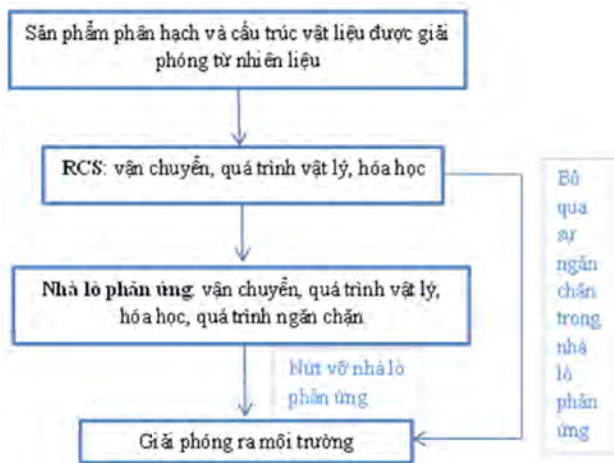 Sản phẩm phân hạch và cấu trúc vật liệu được giải
phóng từ nhiên liệu
RCS: vận chuyển, quá trình vật lý, hóa học
Nhà lò phản ứng: vận chuyển, quá trình vật lý,
hóa học, quá trình ngăn chặn
Nứt vỡ nhà lò
phản ứng
Giải phóng ra môi trường
Bỏ
qua
sự
ngăn
chặn
trong
nhà
lò
phản
ứng